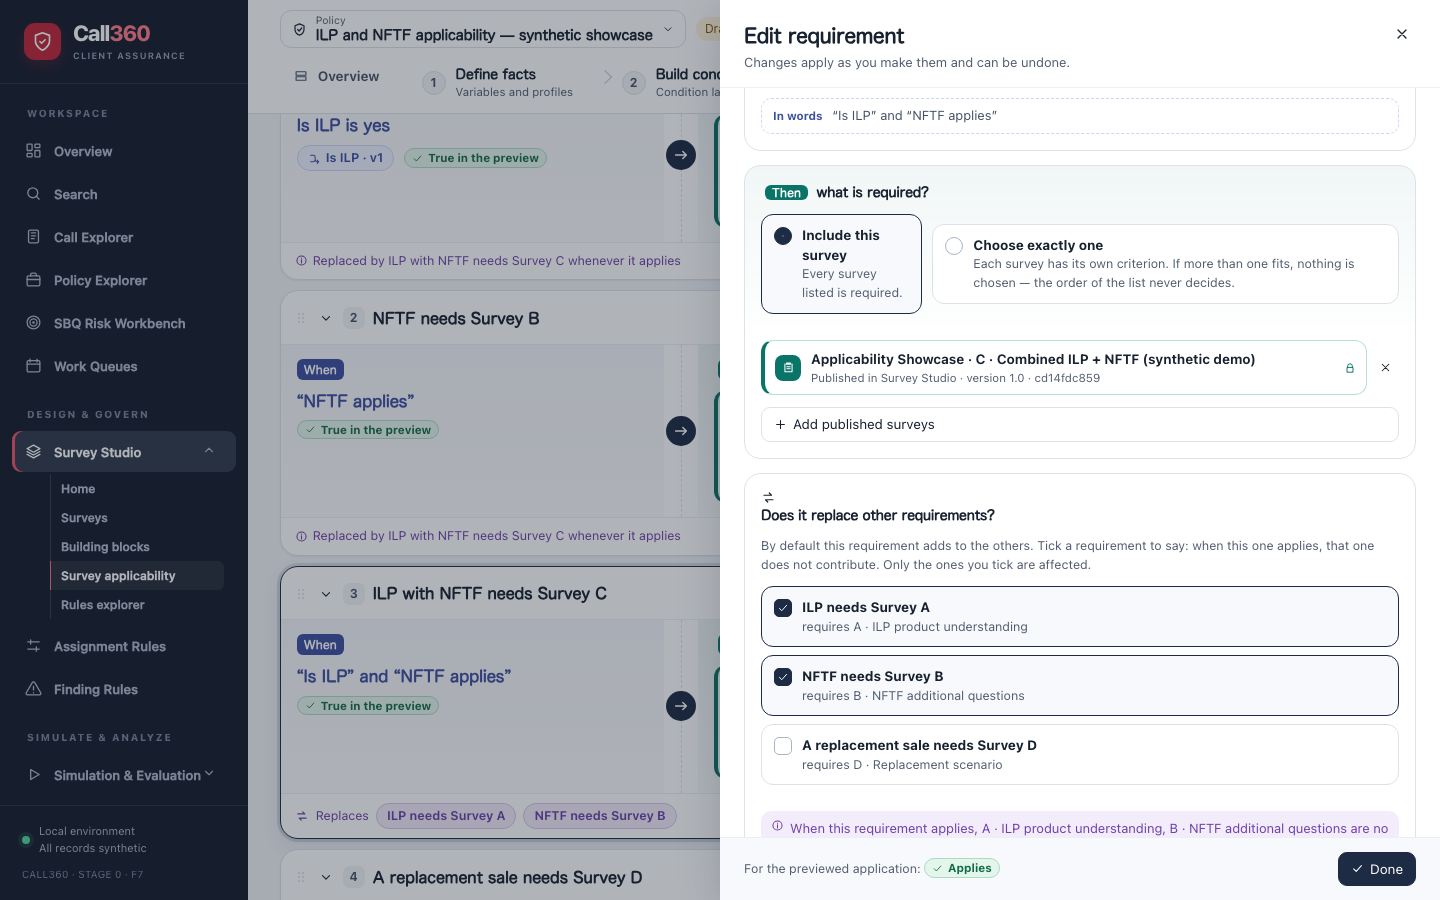 Call360
CLIENT ASSURANCE
WORKSPACE
Overview
Search
Call Explorer
Policy Explorer
SBQ Risk Workbench
Work Queues
DESIGN & GOVERN
Survey Studio
Home
Surveys
Building blocks
Survey applicability
Rules explorer
Assignment Rules
Finding Rules
SIMULATE & ANALYZE
Simulation & Evaluation
Local environment
All records synthetic
CALL360 · STAGE 0 · F7
Policy
ILP and NFTF applicability — synthetic showcase
Overview
1
Define facts
Variables and profiles
2
Condition la
Is ILP is yes
Is ILP · v1
True in the preview
Replaced by ILP with NFTF needs Survey C whenever it applies
2 NFTF needs Survey B
When
“NFTF applies”
True in the preview
Replaced by ILP with NFTF needs Survey C whenever it applies
3 ILP with NFTF needs Survey C
When
“Is ILP” and “NFTF applies”
True in the preview
Replaces ILP needs Survey A NFTF needs Survey B
4 A replacement sale needs Survey D
Edit requirement
Changes apply as you make them and can be undone.
In words “Is ILP” and “NFTF applies”
Then what is required?
Include this
survey
Every survey
listed is required.
Choose exactly one
Each survey has its own criterion. If more than one fits, nothing is
chosen — the order of the list never decides.
Applicability Showcase · C · Combined ILP + NFTF (synthetic demo)
Published in Survey Studio · version 1.0 · cd14fdc859
Add published surveys
Does it replace other requirements?
By default this requirement adds to the others. Tick a requirement to say: when this one applies, that one
does not contribute. Only the ones you tick are affected.
ILP needs Survey A
requires A · ILP product understanding
NFTF needs Survey B
requires B · NFTF additional questions
A replacement sale needs Survey D
requires D · Replacement scenario
When this requirement applies, A · ILP product understanding, B · NFTF additional questions are no
For the previewed application: Applies
Done